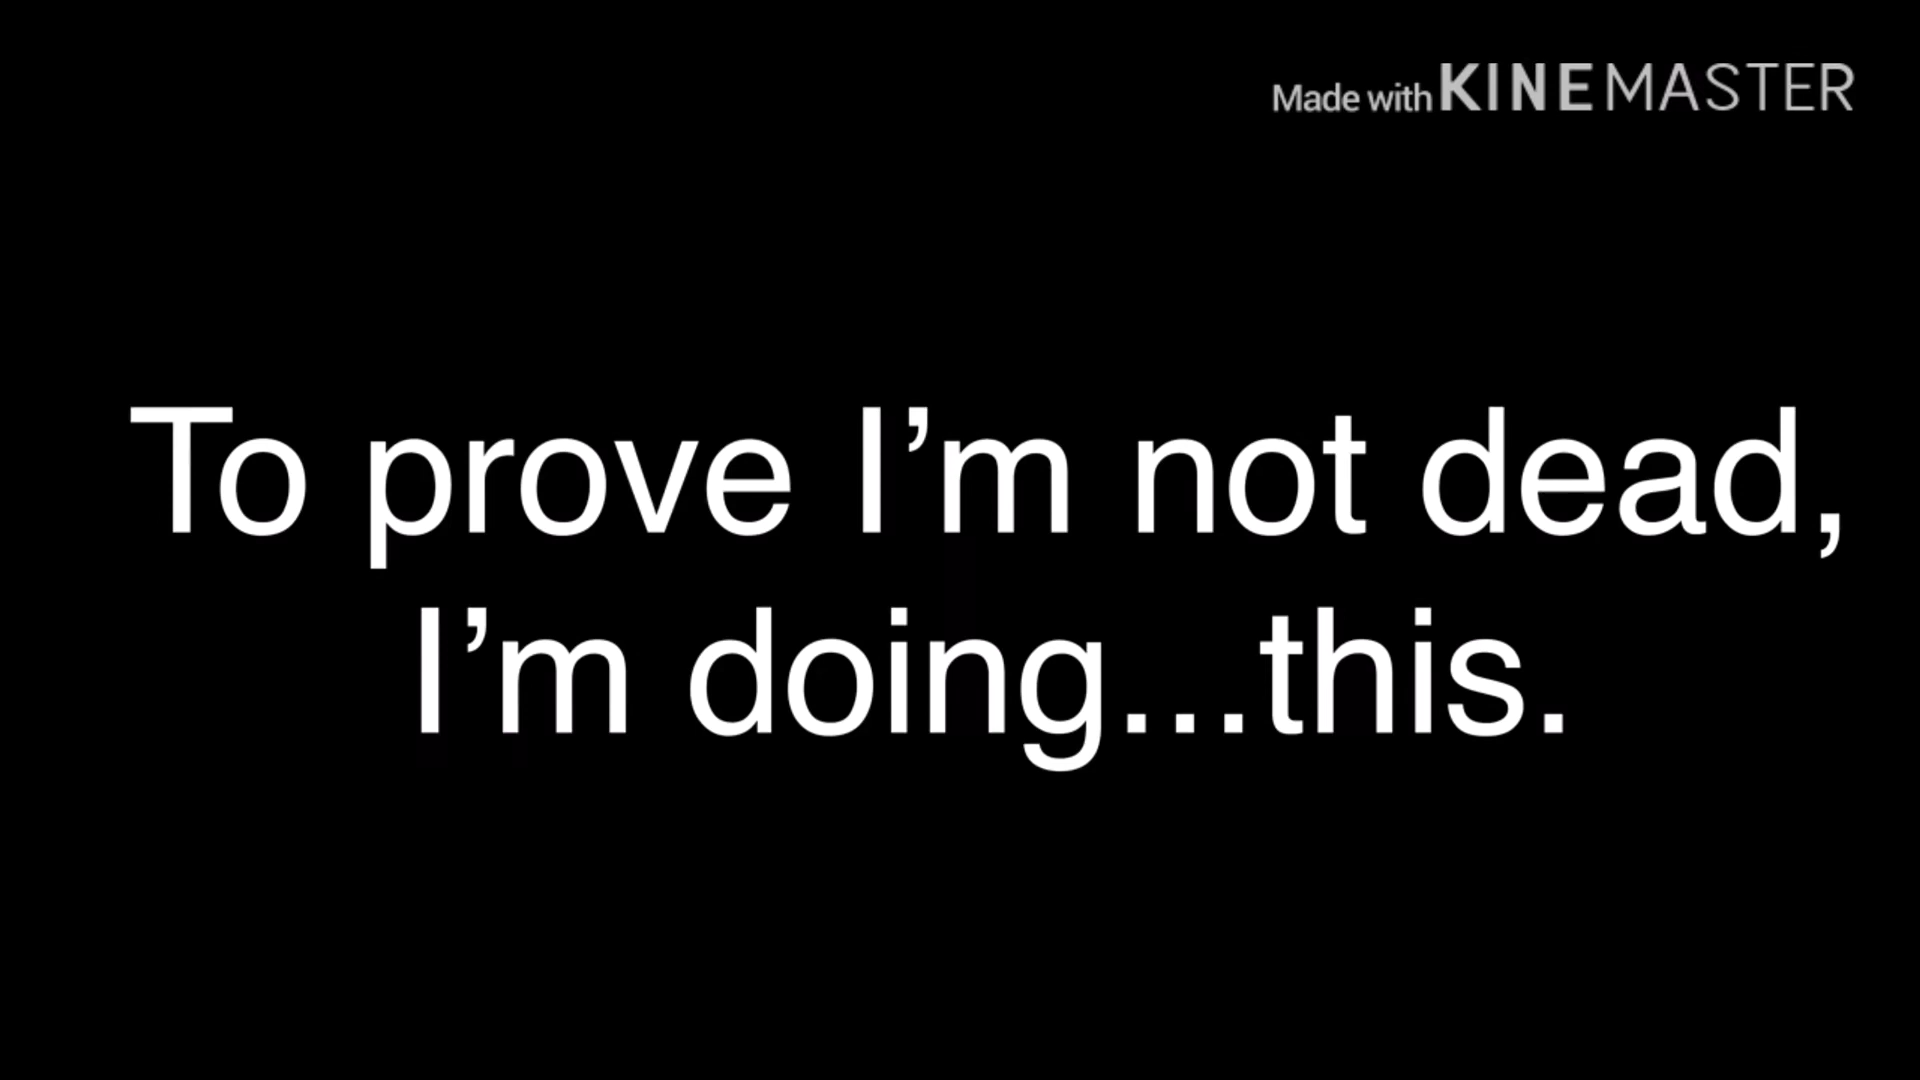 Made with KINEMASTER
To prove I’m not dead,
I’m doing...this.